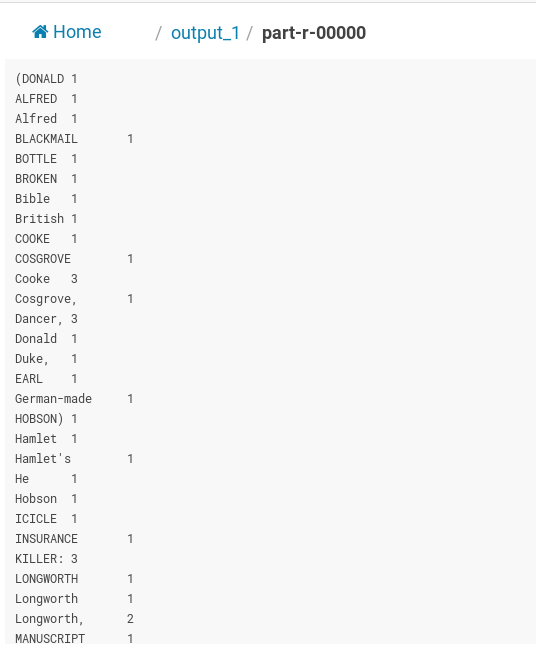 Home / output_1 / part-r-00000
(DONALD 1
ALFRED 1
Alfred 1
BLACKMAIL 1
BOTTLE 1
BROKEN 1
Bible 1
British 1
COOKE 1
COSGROVE 1
Cooke 3
Cosgrove, 1
Dancer, 3
Donald 1
Duke, 1
EARL 1
German-made 1
HOBSON) 1
Hamlet 1
Hamlet's 1
He 1
Hobson 1
ICICLE 1
INSURANCE 1
KILLER: 3
LONGWORTH 1
Longworth 1
Longworth, 2
MANUSCRIPT 1